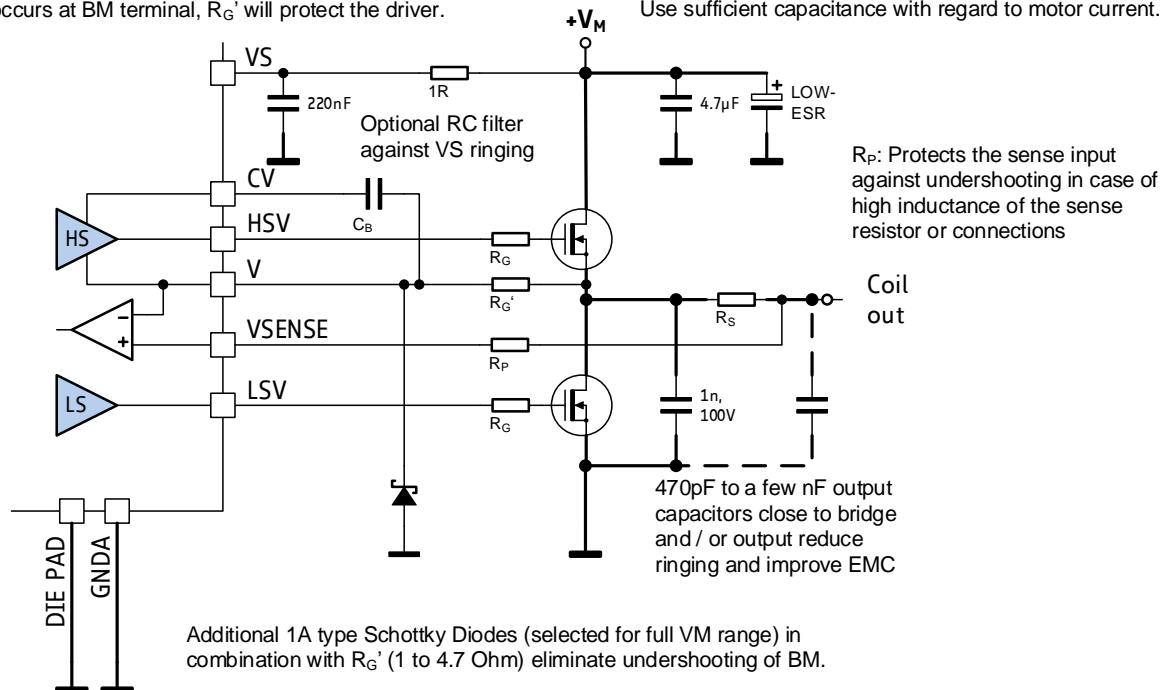 occurs at BM terminal, RG' will protect the driver.
Use sufficient capacitance with regard to motor current.
+VM
VS
1R
220nF
4.7µF
+
LOW-
ESR
Optional RC filter
against VS ringing
RP: Protects the sense input
against undershooting in case of
high inductance of the sense
resistor or connections
CV
CB
HS
HSV
RG
V
RG'
Coil
out
RS
-
+
VSENSE
RP
LS
LSV
RG
1n,
100V
470pF to a few nF output
capacitors close to bridge
and / or output reduce
ringing and improve EMC
DIE PAD
GNDA
Additional 1A type Schottky Diodes (selected for full VM range) in
combination with RG' (1 to 4.7 Ohm) eliminate undershooting of BM.